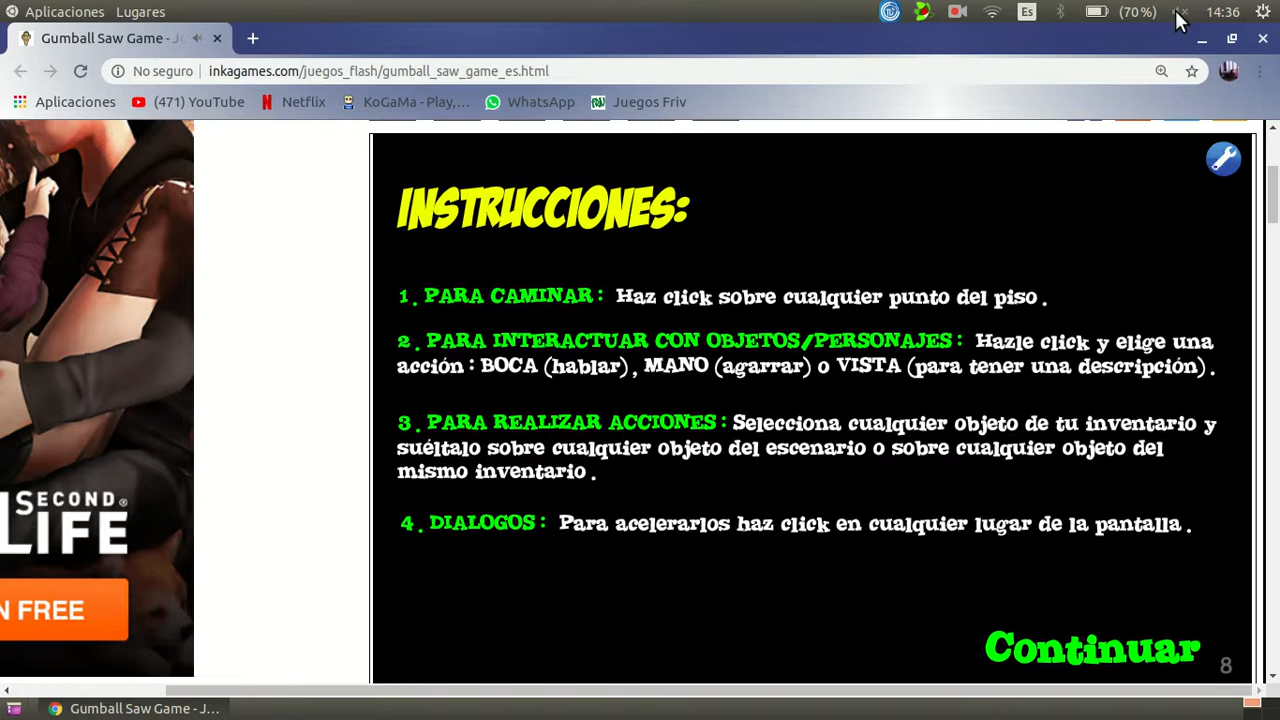 Aplicaciones Lugares Es (70 %) 14:36
Gumball Saw Game - J
No seguro inkagames.com/juegos_flash/gumball_saw_game_es.html
Aplicaciones (471) YouTube Netflix KoGaMa - Play,... WhatsApp Juegos Friv
INSTRUCCIONES:
1. PARA CAMINAR: Haz click sobre cualquier punto del piso.
2. PARA INTERACTUAR CON OBJETOS/PERSONAJES: Hazle click y elige una
acción: BOCA (hablar), MANO (agarrar) o VISTA (para tener una descripción).
3. PARA REALIZAR ACCIONES: Selecciona cualquier objeto de tu inventario y
suéltalo sobre cualquier objeto del escenario o sobre cualquier objeto del
mismo inventario.
4. DIALOGOS: Para acelerarlos haz click en cualquier lugar de la pantalla.
SECOND
LIFE
N FREE
Continuar
8
Gumball Saw Game - J...